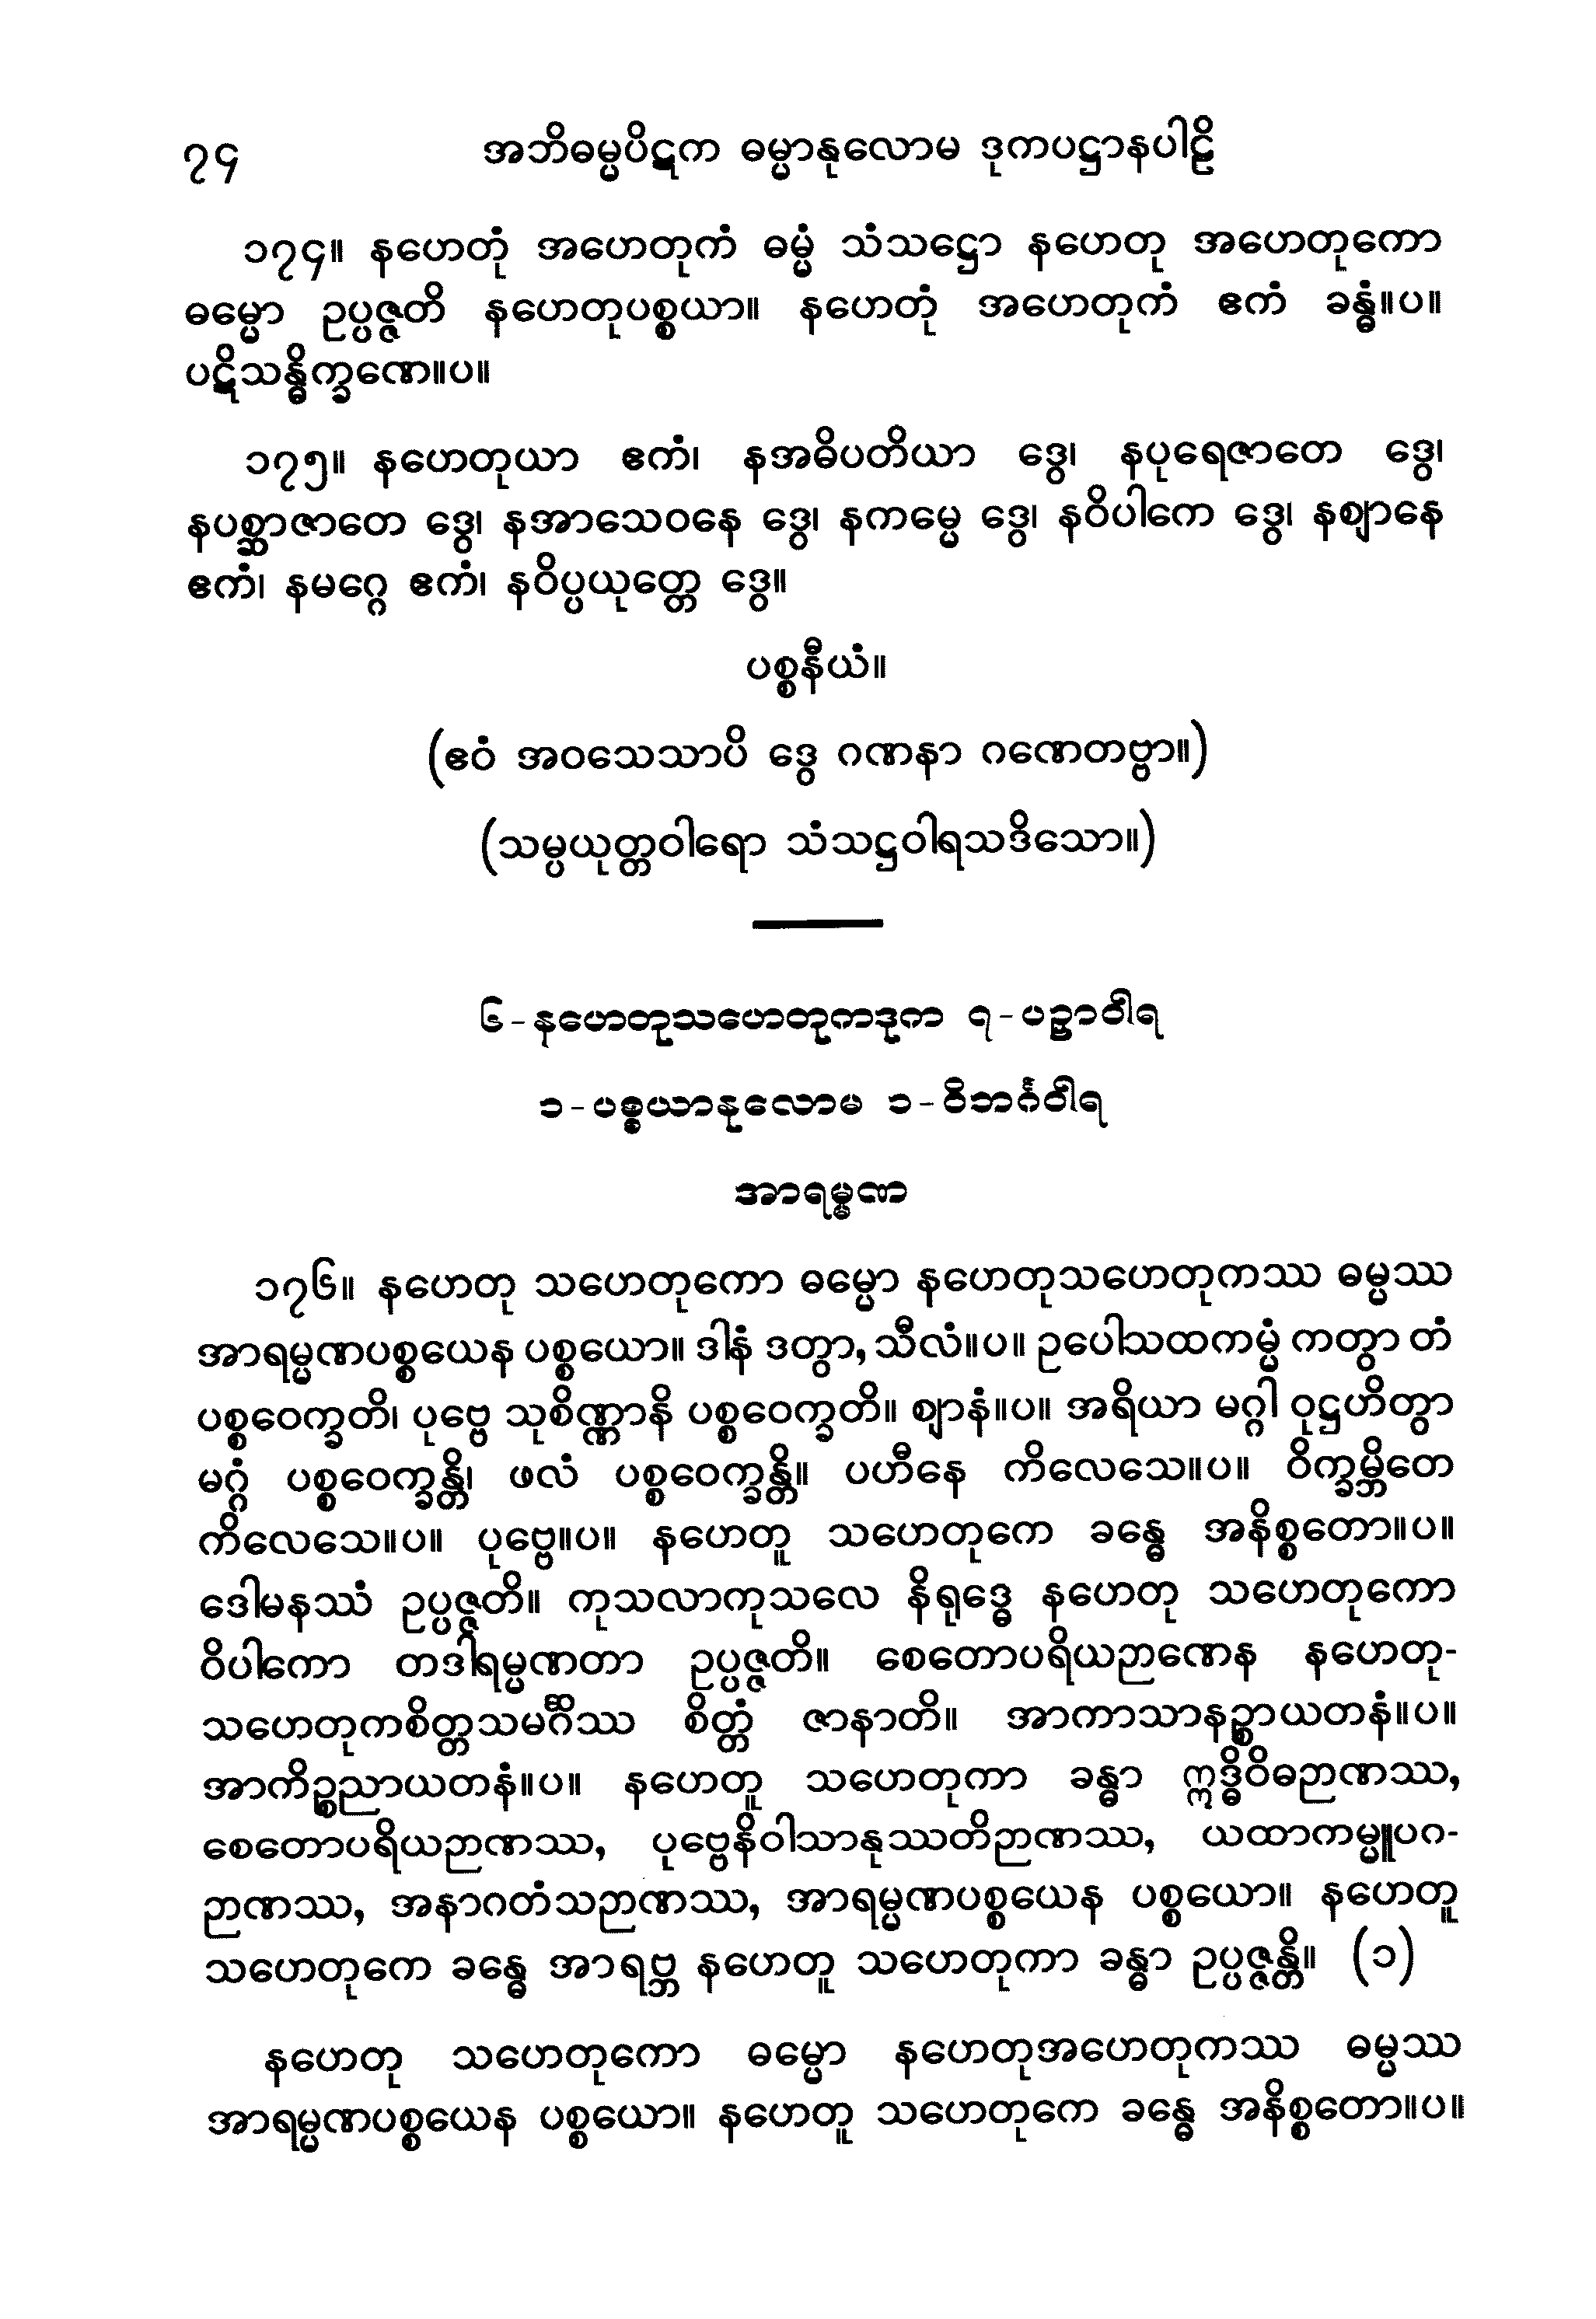 ၇၄ အဘိဓမ္မပိဋက ဓမ္မာနုလောမ ဒုကပဋ္ဌာနပါဠိ
၁၇၄။ နဟေတုံ အဟေတုကံ ဓမ္မံ သံသဋ္ဌော နဟေတု အဟေတုကော
ဓမ္မော ဥပ္ပဇ္ဇတိ နဟေတုပစ္စယာ။ နဟေတုံ အဟေတုကံ ဧကံ ခန္ဓံ။ပ။
ပဋိသန္ဓိက္ခဏေ။ပ။
၁၇၅။ နဟေတုယာ ဧကံ၊ နအဓိပတိယာ ဒွေ၊ နပုရေဇာတေ ဒွေ၊
နပစ္ဆာဇာတေ ဒွေ၊ နအာသေဝနေ ဒွေ၊ နကမ္မေ ဒွေ၊ နဝိပါကေ ဒွေ၊ နဈာနေ
ဧကံ၊ နမဂ္ဂေ ဧကံ၊ နဝိပ္ပယုတ္တေ ဒွေ။
ပစ္စနီယံ။
(ဧဝံ အဝသေသာပိ ဒွေ ဂဏနာ ဂဏေတဗ္ဗာ။)
(သမ္ပယုတ္တဝါရော သံသဋ္ဌဝါရသဒိသော။)
၆-နဟေတုသဟေတုကဒုက ၇-ပဉှာဝါရ
၁-ပစ္စယာနုလောမ ၁-ဝိဘင်္ဂဝါရ
အာရမ္မဏ
၁၇၆။ နဟေတု သဟေတုကော ဓမ္မော နဟေတုသဟေတုကဿ ဓမ္မဿ
အာရမ္မဏပစ္စယေန ပစ္စယော။ ဒါနံ ဒတွာ, သီလံ။ပ။ ဥပေါသထကမ္မံ ကတွာ တံ
ပစ္စဝေက္ခတိ၊ ပုဗ္ဗေ သုစိဏ္ဏာနိ ပစ္စဝေက္ခတိ။ ဈာနံ။ပ။ အရိယာ မဂ္ဂါ ဝုဋ္ဌဟိတွာ
မဂ္ဂံ ပစ္စဝေက္ခန္တိ၊ ဖလံ ပစ္စဝေက္ခန္တိ။ ပဟီနေ ကိလေသေ။ပ။ ဝိက္ခမ္ဘိတေ
ကိလေသေ။ပ။ ပုဗ္ဗေ။ပ။ နဟေတူ သဟေတုကေ ခန္ဓေ အနိစ္စတော။ပ။
ဒေါမနဿံ ဥပ္ပဇ္ဇတိ။ ကုသလာကုသလေ နိရုဒ္ဓေ နဟေတု သဟေတုကော
ဝိပါကော တဒါရမ္မဏတာ ဥပ္ပဇ္ဇတိ။ စေတောပရိယဉာဏေန နဟေတု-
သဟေတုကစိတ္တသမင်္ဂိဿ စိတ္တံ ဇာနာတိ။ အာကာသာနဉ္စာယတနံ။ပ။
အာကိဉ္စညာယတနံ။ပ။ နဟေတူ သဟေတုကာ ခန္ဓာ ဣဒ္ဓိဝိဓဉာဏဿ,
စေတောပရိယဉာဏဿ, ပုဗ္ဗေနိဝါသာနုဿတိဉာဏဿ, ယထာကမ္မူပဂ-
ဉာဏဿ, အနာဂတံသဉာဏဿ, အာရမ္မဏပစ္စယေန ပစ္စယော။ နဟေတူ
သဟေတုကေ ခန္ဓေ အာရဗ္ဘ နဟေတူ သဟေတုကာ ခန္ဓာ ဥပ္ပဇ္ဇန္တိ။ (၁)
နဟေတု သဟေတုကော ဓမ္မော နဟေတုအဟေတုကဿ ဓမ္မဿ
အာရမ္မဏပစ္စယေန ပစ္စယော။ နဟေတူ သဟေတုကေ ခန္ဓေ အနိစ္စတော။ပ။